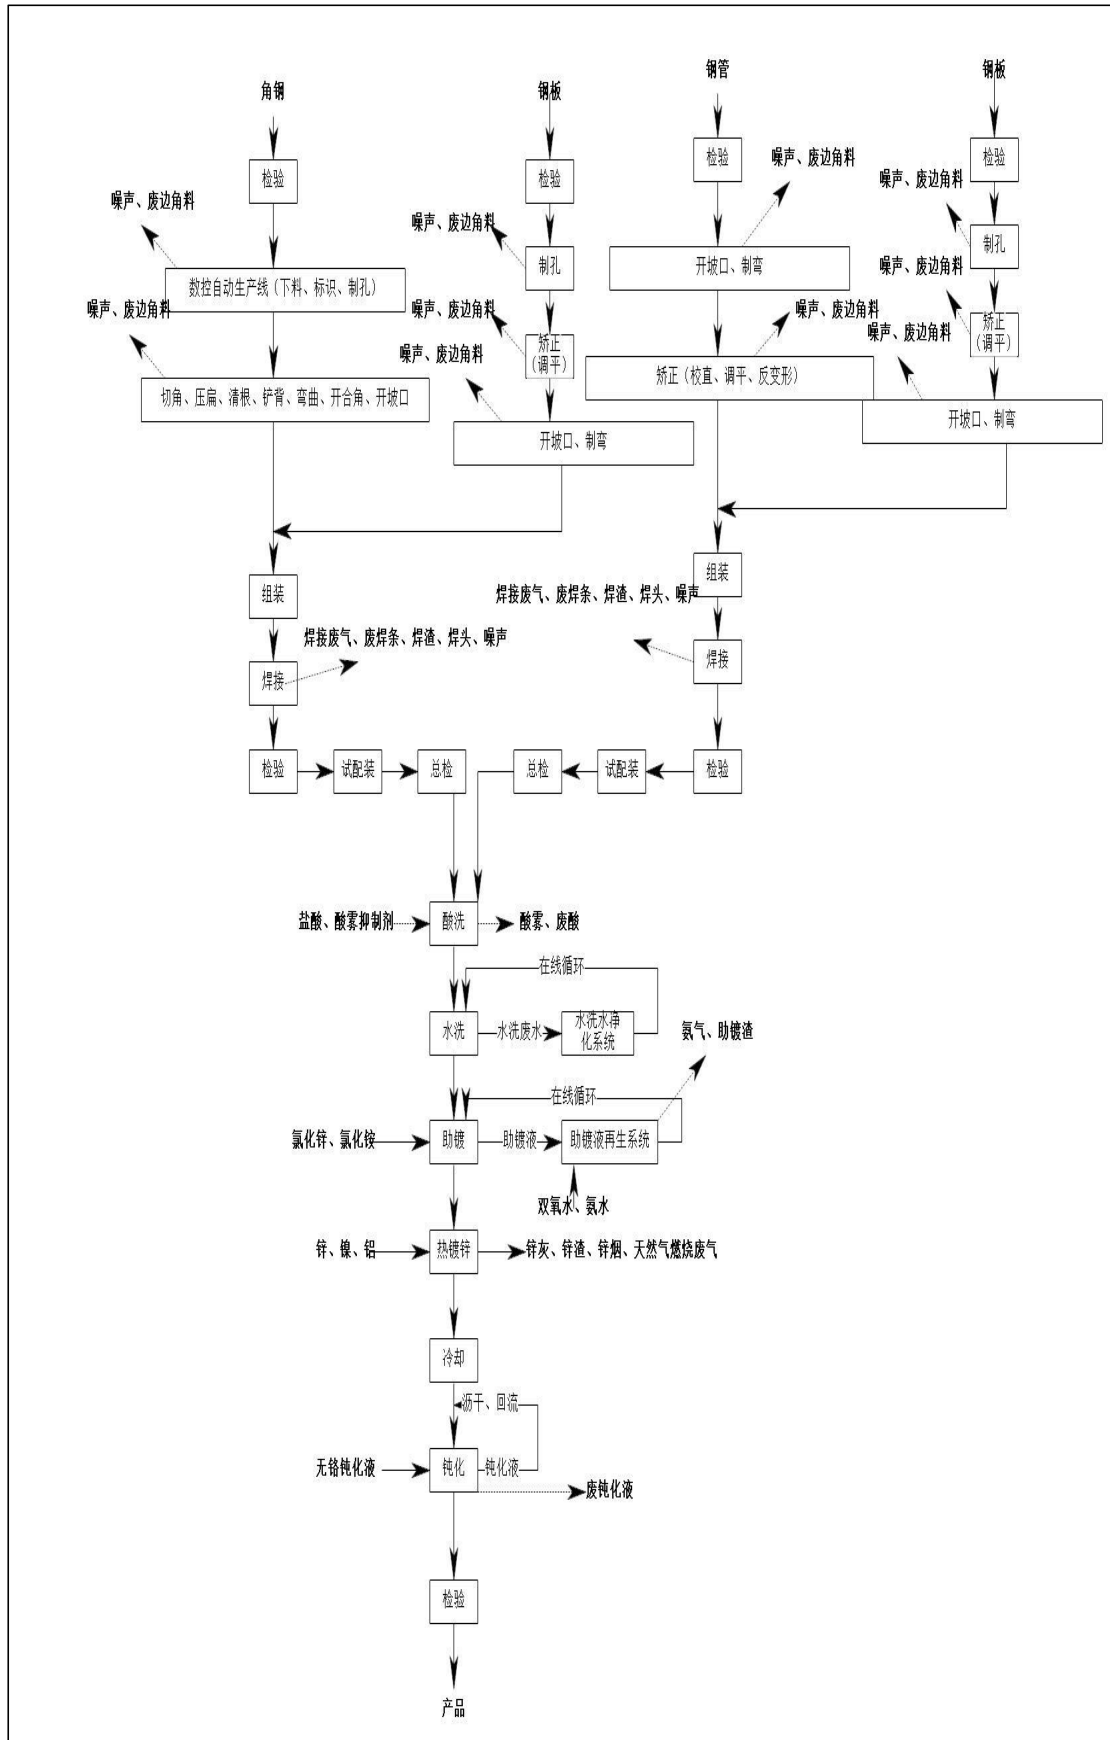 角钢
钢板
钢管
钢板
检验
检验
检验
检验
噪声、废边角料
噪声、废边角料
噪声、废边角料
噪声、废边角料
制孔
制孔
开坡口、制弯
数控自动生产线（下料、标识、制孔）
噪声、废边角料
噪声、废边角料
噪声、废边角料
噪声、废边角料
矫正
（调平）
矫正
（调平）
噪声、废边角料
噪声、废边角料
矫正（校直、调平、反变形）
切角、压扁、清根、铲背、弯曲、开合角、开坡口
开坡口、制弯
开坡口、制弯
组装
组装
焊接废气、废焊条、焊渣、焊头、噪声
焊接废气、废焊条、焊渣、焊头、噪声
焊接
焊接
检验
试配装
总检
总检
试配装
检验
盐酸、酸雾抑制剂
酸洗
酸雾、废酸
在线循环
水洗
水洗废水
水洗水净
化系统
氨气、助镀渣
在线循环
氯化锌、氯化铵
助镀
助镀液
助镀液再生系统
双氧水、氨水
锌、镍、铝
热镀锌
锌灰、锌渣、锌烟、天然气燃烧废气
冷却
沥干、回流
无铬钝化液
钝化
钝化液
废钝化液
检验
产品